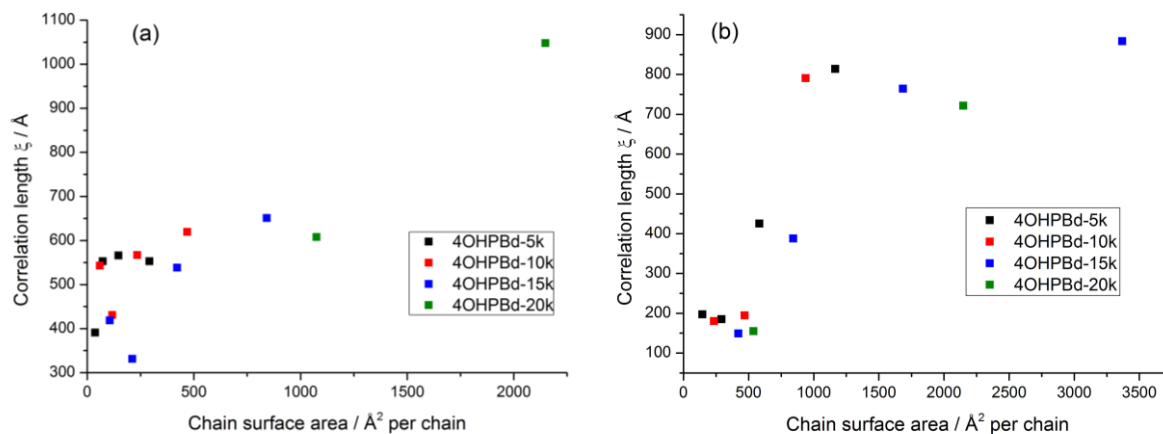 (a)
1100
1000
900
800
700
600
500
400
300
0
500
1000
1500
2000
Correlation length ξ / Å
Chain surface area / Å² per chain
4OHPBd-5k
4OHPBd-10k
4OHPBd-15k
4OHPBd-20k
(b)
900
800
700
600
500
400
300
200
100
0
500
1000
1500
2000
2500
3000
3500
Correlation length ξ / Å
Chain surface area / Å² per chain
4OHPBd-5k
4OHPBd-10k
4OHPBd-15k
4OHPBd-20k